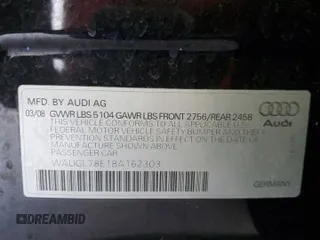 MFD. BY AUDI AG
03/08 GVWR LBS 5104 GAWR LBS FRONT 2756/REAR 2458
THIS VEHICLE CONFORMS TO ALL APPLICABLE U.S.
FEDERAL MOTOR VEHICLE SAFETY BUMPER AND THEFT
PREVENTION STANDARDS IN EFFECT ON THE DATE
OF MANUFACTURE SHOWN ABOVE
PASSENGER CAR
Audi
WAUGL78E18A162303
GERMANY
DREAMBID